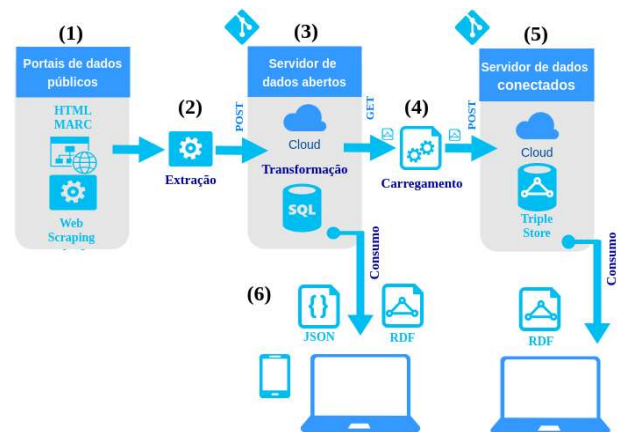 (1)
Portais de dados
públicos
HTML
MARC
Web
Scraping
(2)
Extração
POST
(3)
Servidor de
dados abertos
Cloud
Transformação
SQL
GET
(4)
Carregamento
POST
(5)
Servidor de dados
conectados
Cloud
Triple
Store
Consumo
Consumo
(6)
{ }
JSON
RDF
RDF